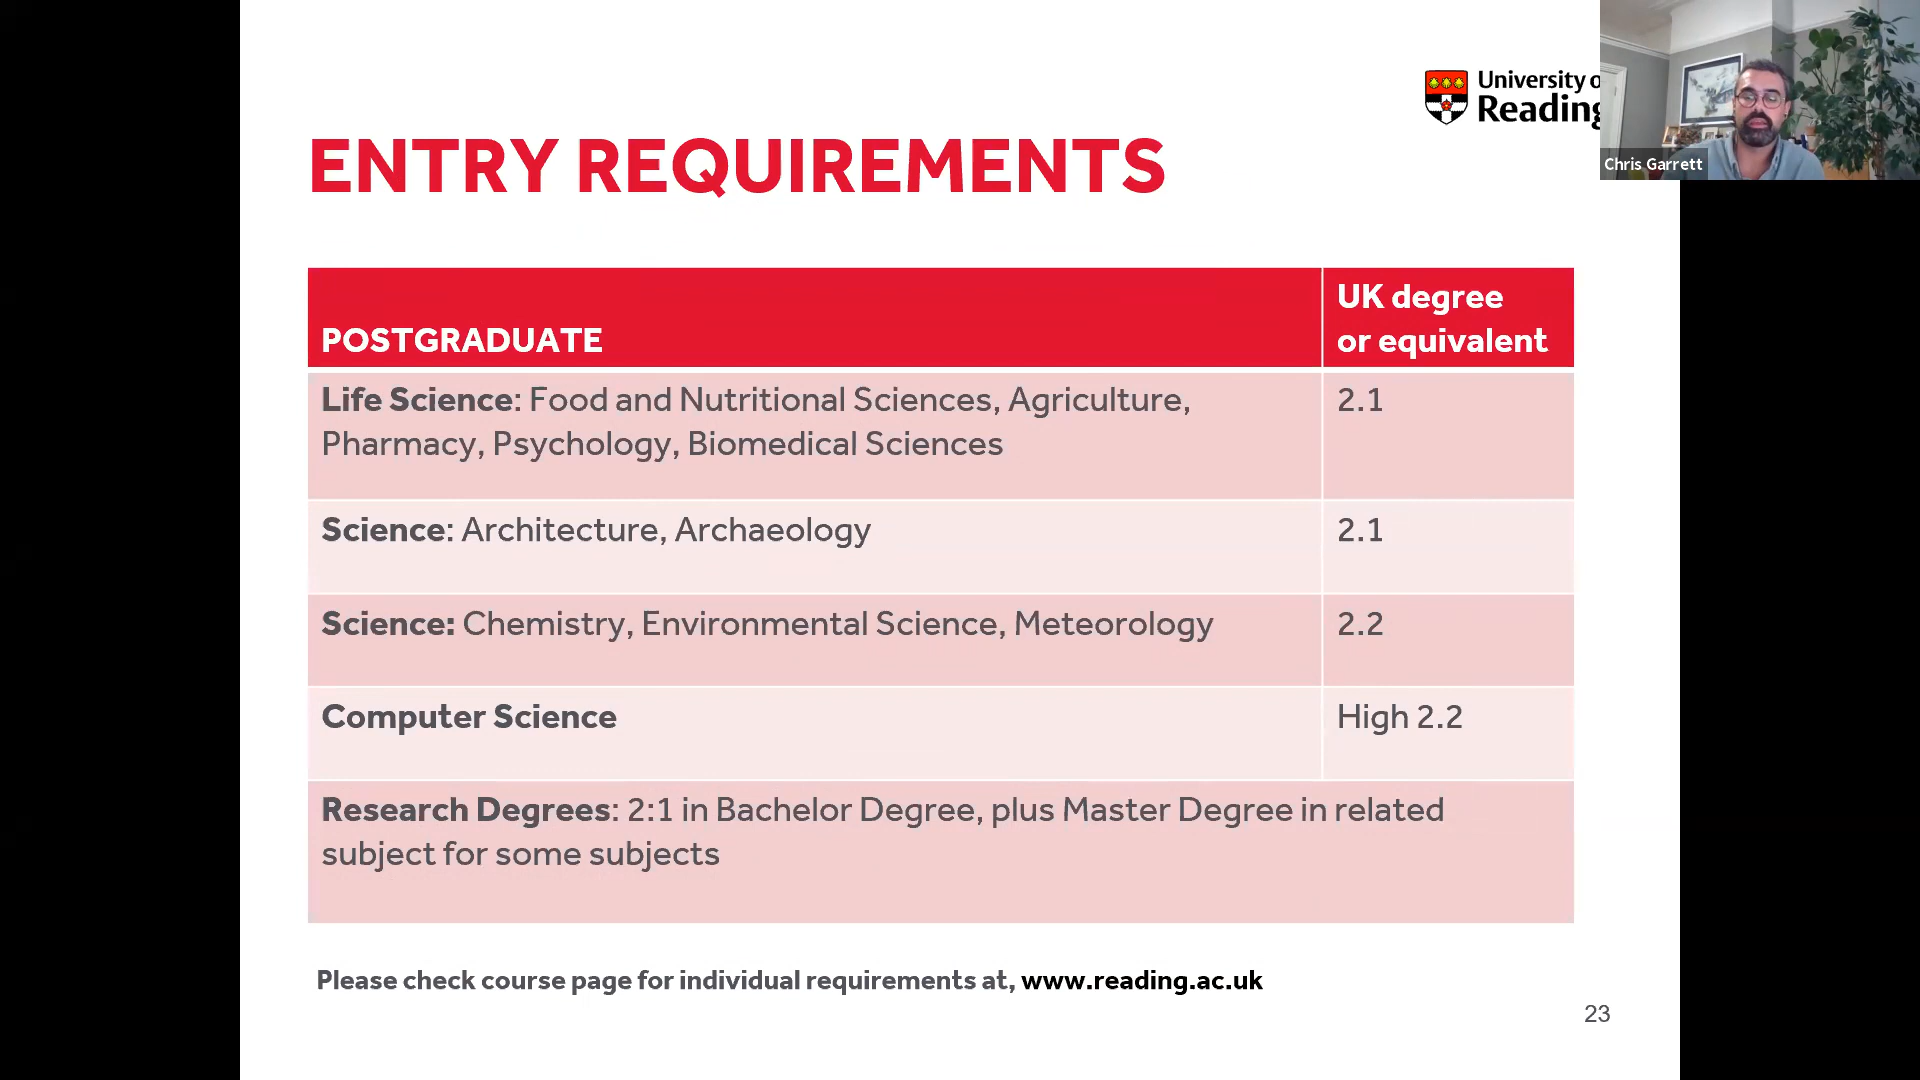 University o
Reading
Chris Garrett
ENTRY REQUIREMENTS
POSTGRADUATE
UK degree
or equivalent
Life Science: Food and Nutritional Sciences, Agriculture,
Pharmacy, Psychology, Biomedical Sciences
2.1
Science: Architecture, Archaeology
2.1
Science: Chemistry, Environmental Science, Meteorology
2.2
Computer Science
High 2.2
Research Degrees: 2:1 in Bachelor Degree, plus Master Degree in related
subject for some subjects
Please check course page for individual requirements at, www.reading.ac.uk
23